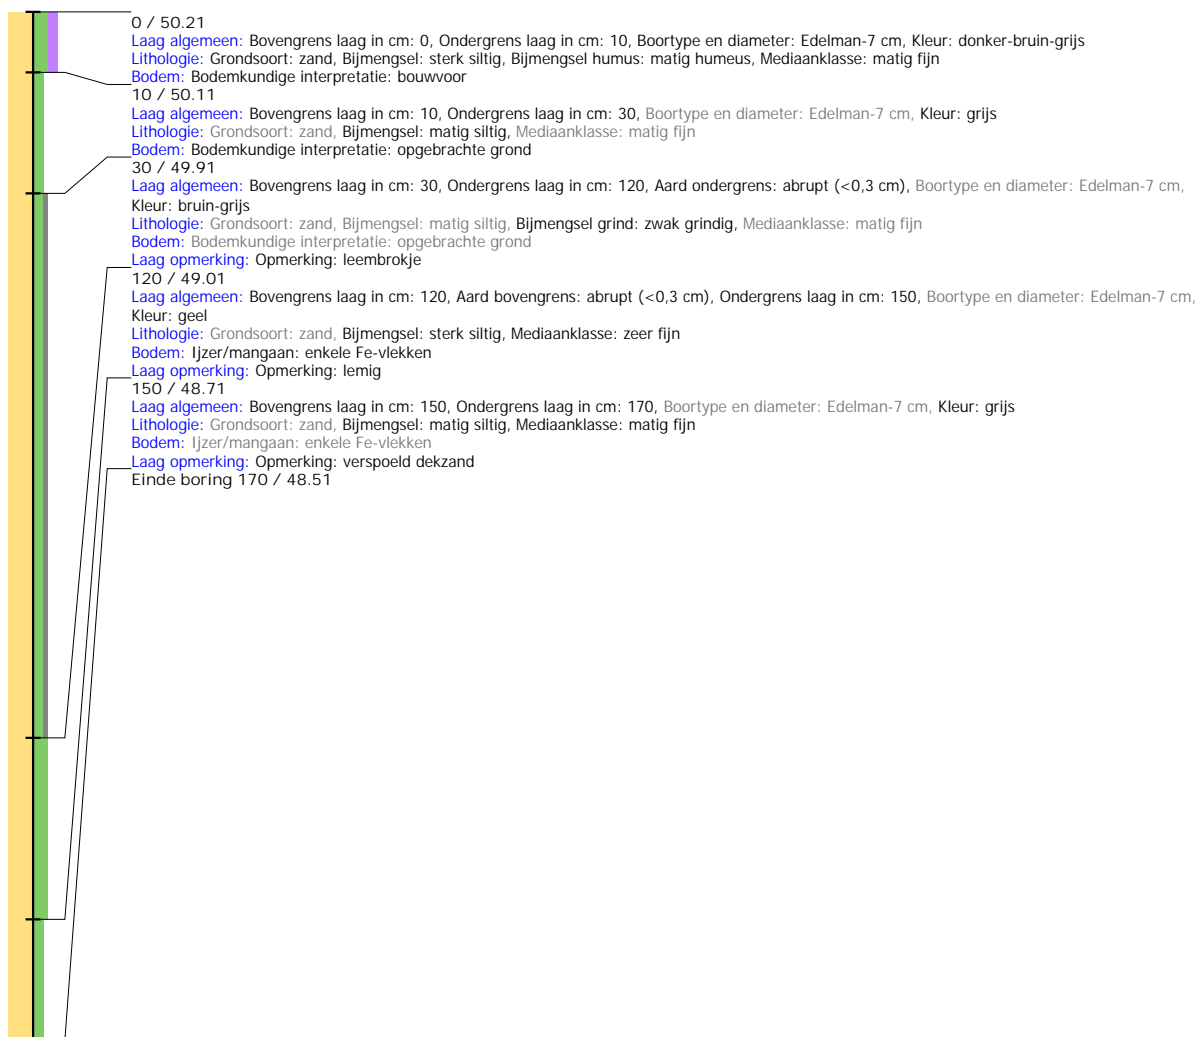 0 / 50.21
Laag algemeen: Bovengrens laag in cm: 0, Ondergrens laag in cm: 10, Boortype en diameter: Edelman-7 cm, Kleur: donker-bruin-grijs
Lithologie: Grondsoort: zand, Bijmengsel: sterk siltig, Bijmengsel humus: matig humeus, Mediaanklasse: matig fijn
Bodem: Bodemkundige interpretatie: bouwvoor
10 / 50.11
Laag algemeen: Bovengrens laag in cm: 10, Ondergrens laag in cm: 30, Boortype en diameter: Edelman-7 cm, Kleur: grijs
Lithologie: Grondsoort: zand, Bijmengsel: matig siltig, Mediaanklasse: matig fijn
Bodem: Bodemkundige interpretatie: opgebrachte grond
30 / 49.91
Laag algemeen: Bovengrens laag in cm: 30, Ondergrens laag in cm: 120, Aard ondergrens: abrupt (<0,3 cm), Boortype en diameter: Edelman-7 cm,
Kleur: bruin-grijs
Lithologie: Grondsoort: zand, Bijmengsel: matig siltig, Bijmengsel grind: zwak grindig, Mediaanklasse: matig fijn
Bodem: Bodemkundige interpretatie: opgebrachte grond
Laag opmerking: Opmerking: leembrokje
120 / 49.01
Laag algemeen: Bovengrens laag in cm: 120, Aard bovengrens: abrupt (<0,3 cm), Ondergrens laag in cm: 150, Boortype en diameter: Edelman-7 cm,
Kleur: geel
Lithologie: Grondsoort: zand, Bijmengsel: sterk siltig, Mediaanklasse: zeer fijn
Bodem: Ijzer/mangaan: enkele Fe-vlekken
Laag opmerking: Opmerking: lemig
150 / 48.71
Laag algemeen: Bovengrens laag in cm: 150, Ondergrens laag in cm: 170, Boortype en diameter: Edelman-7 cm, Kleur: grijs
Lithologie: Grondsoort: zand, Bijmengsel: matig siltig, Mediaanklasse: matig fijn
Bodem: Ijzer/mangaan: enkele Fe-vlekken
Laag opmerking: Opmerking: verspoeld dekzand
Einde boring 170 / 48.51